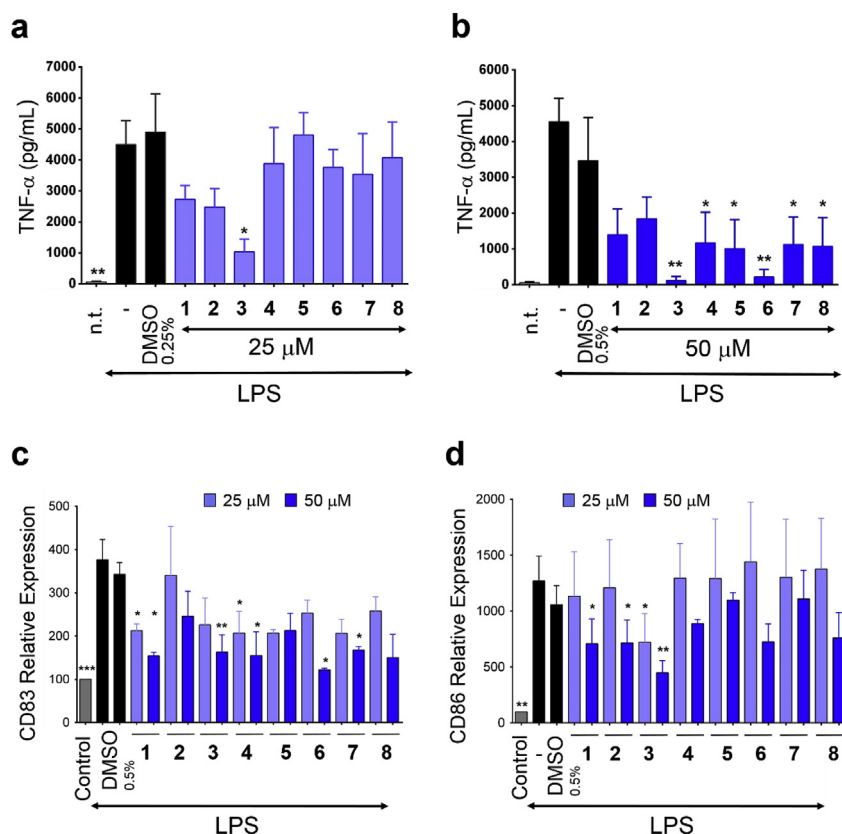 a
TNF-α (pg/mL)
7000
6000
5000
4000
3000
2000
1000
0
**
*
n.t.
-
DMSO
0.25%
1 2 3 4 5 6 7 8
25 µM
LPS
b
TNF-α (pg/mL)
6000
5000
4000
3000
2000
1000
0
** * * ** * *
n.t.
-
DMSO
0.5%
1 2 3 4 5 6 7 8
50 µM
LPS
c
CD83 Relative Expression
500
400
300
200
100
0
25 µM 50 µM
*** * * ** * * * *
Control
DMSO
0.5%
1 2 3 4 5 6 7 8
LPS
d
CD86 Relative Expression
2000
1500
1000
500
0
25 µM 50 µM
** * * * **
Control
-
DMSO
0.5%
1 2 3 4 5 6 7 8
LPS